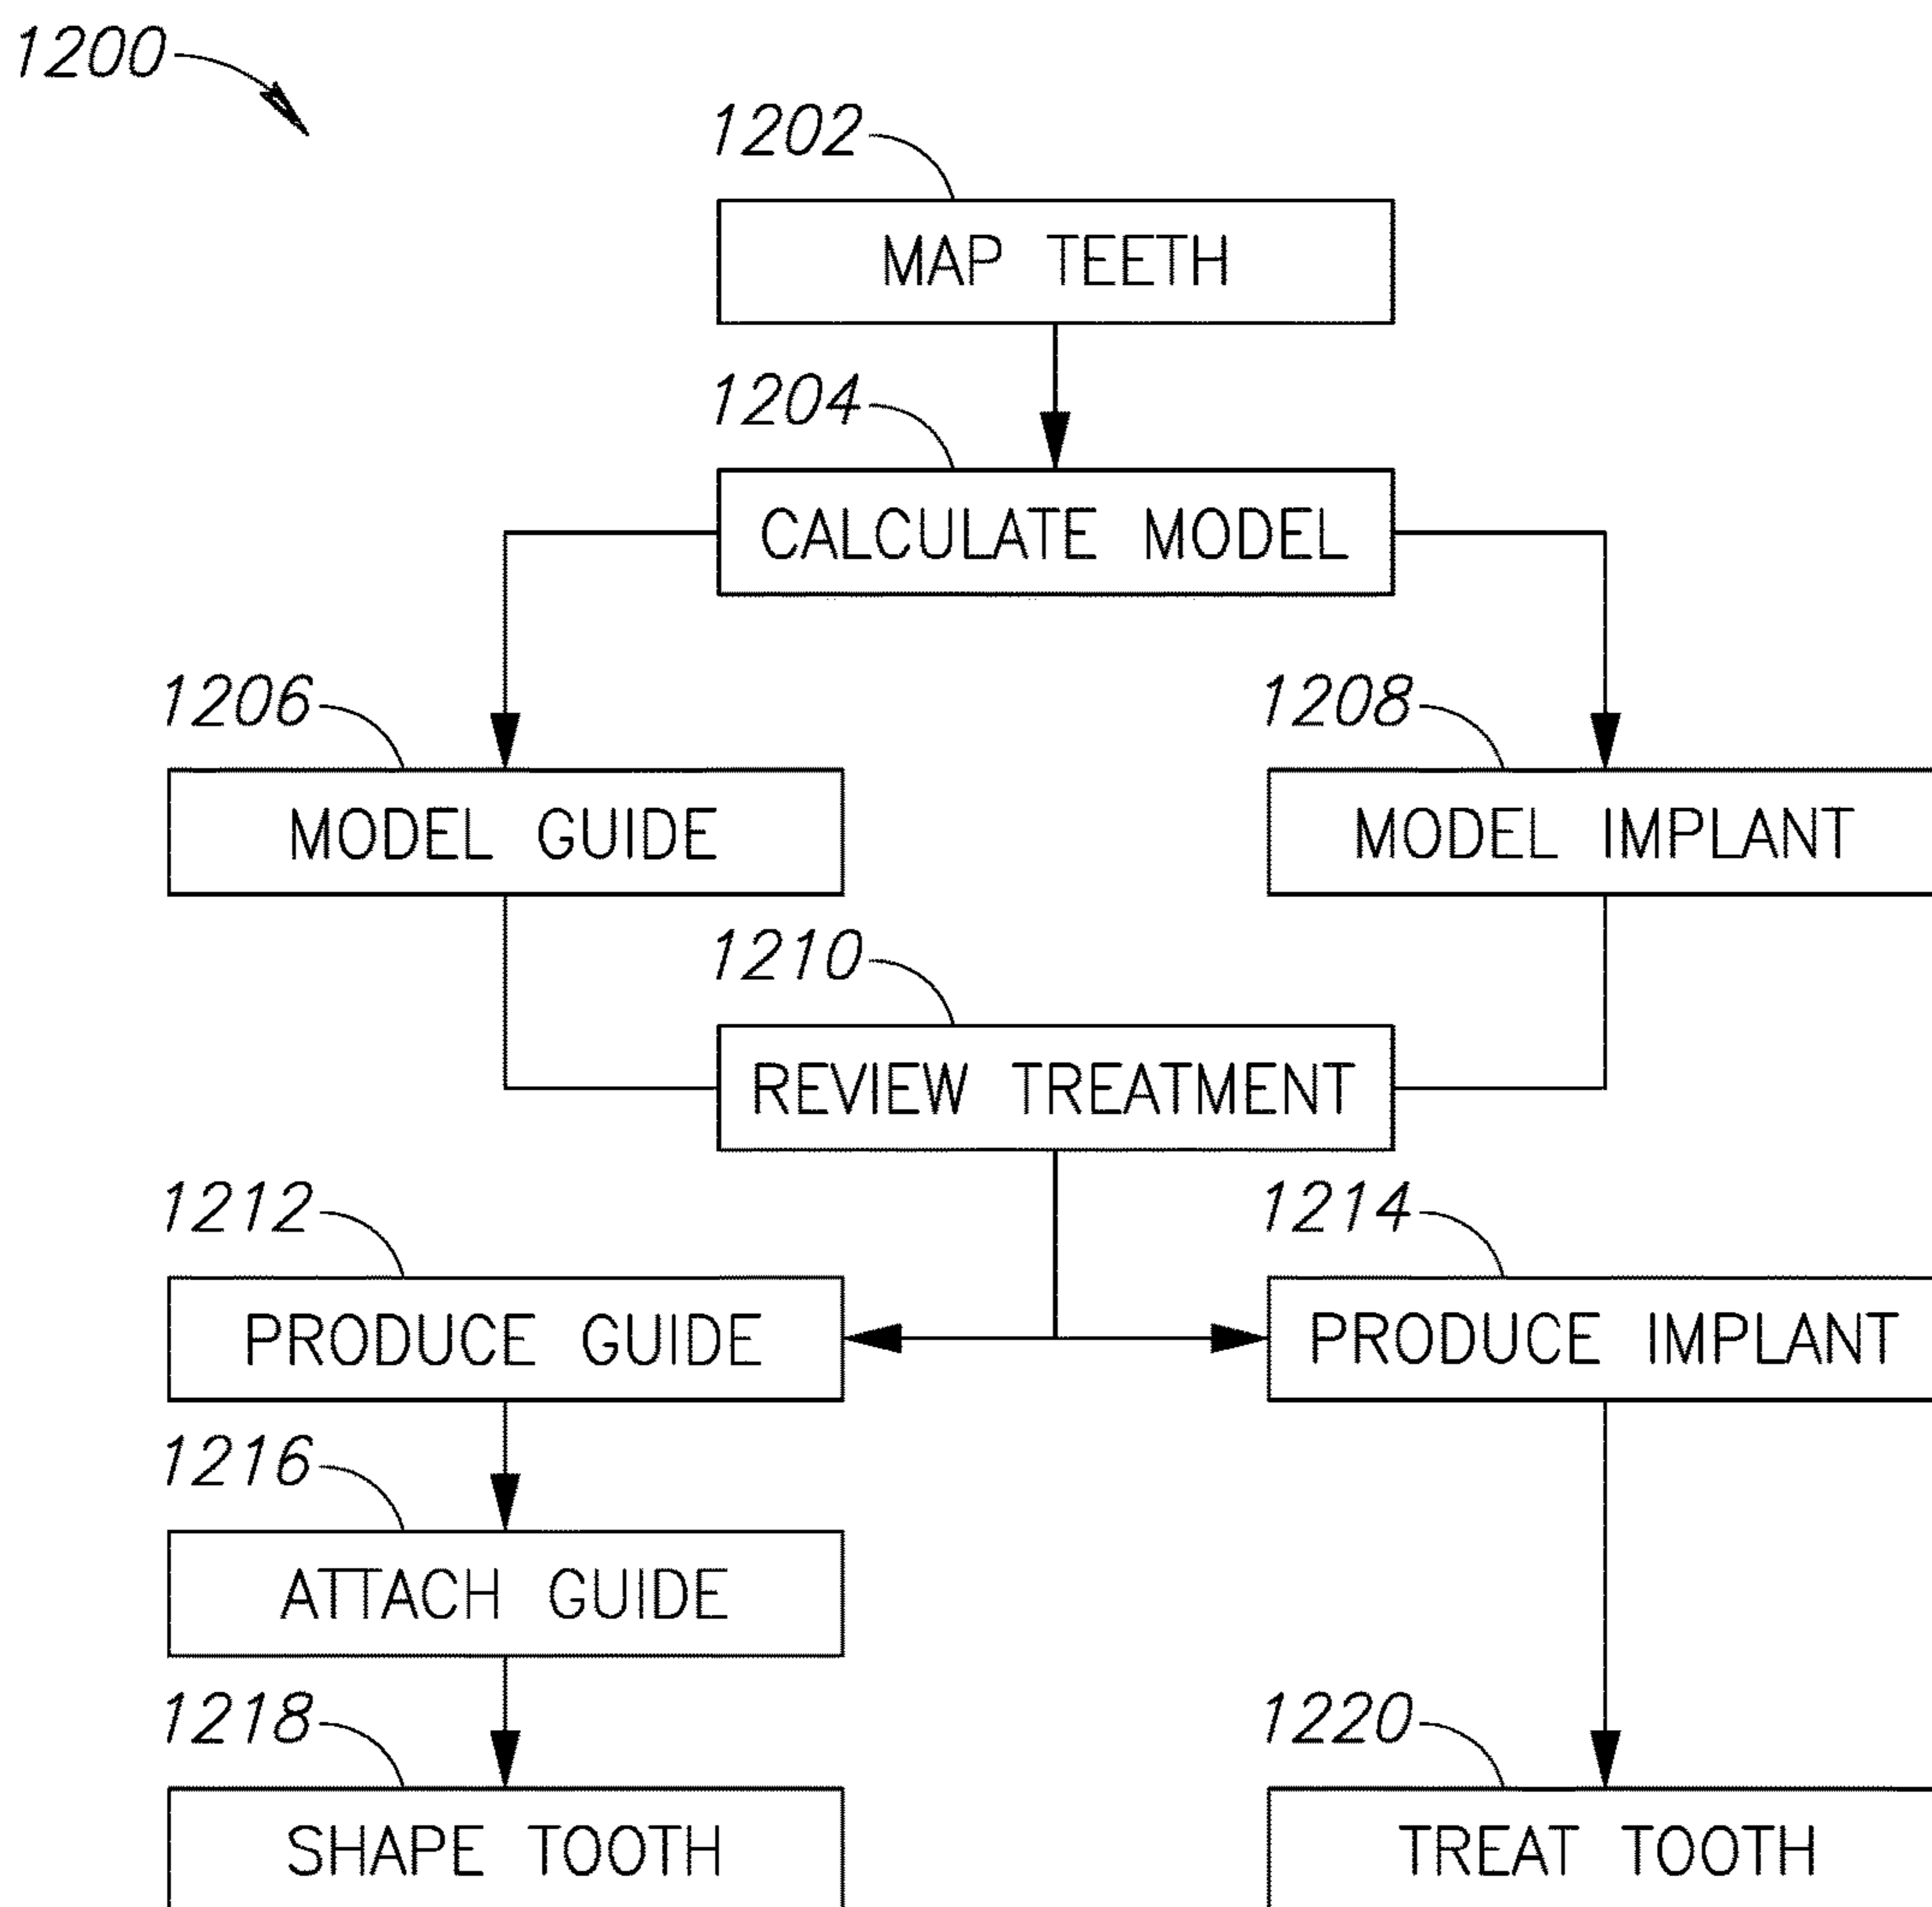 1200
1202
MAP TEETH
1204
CALCULATE MODEL
1206
MODEL GUIDE
1208
MODEL IMPLANT
1210
REVIEW TREATMENT
1212
PRODUCE GUIDE
1214
PRODUCE IMPLANT
1216
ATTACH GUIDE
1218
SHAPE TOOTH
1220
TREAT TOOTH